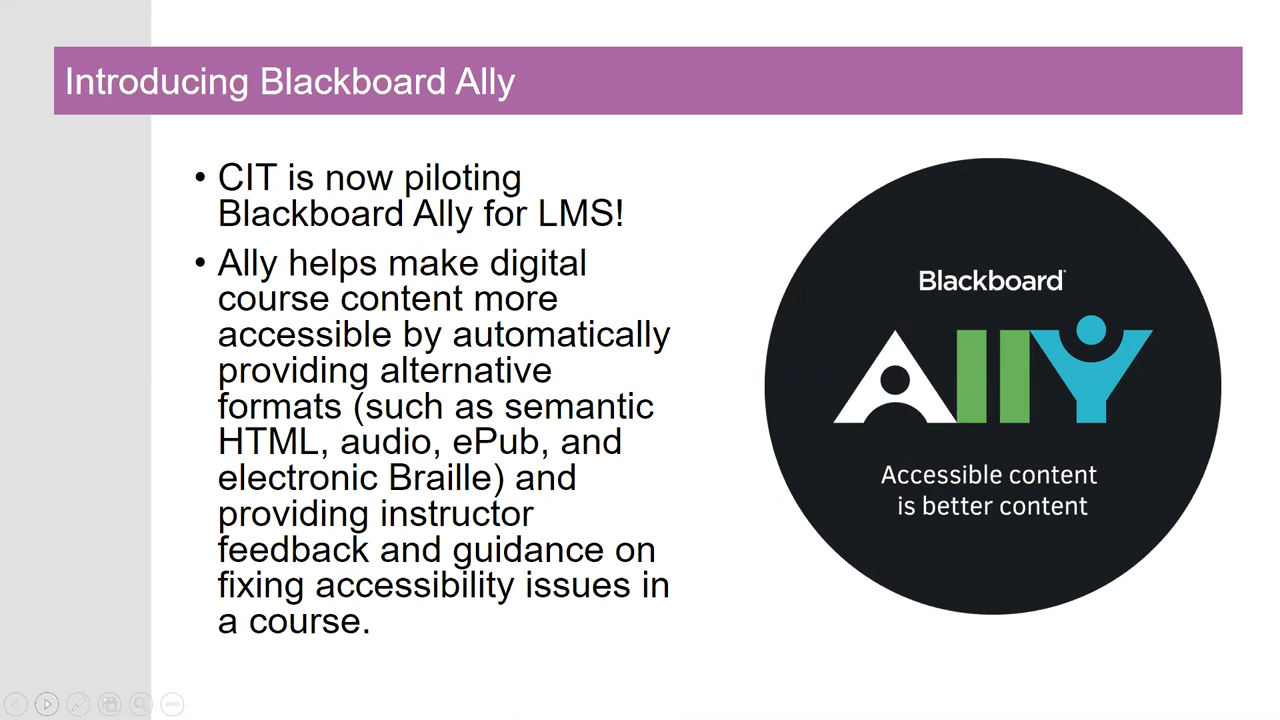 Introducing Blackboard Ally
• CIT is now piloting
Blackboard Ally for LMS!
• Ally helps make digital
course content more
accessible by automatically
providing alternative
formats (such as semantic
HTML, audio, ePub, and
electronic Braille) and
providing instructor
feedback and guidance on
fixing accessibility issues in
a course.
Blackboard
Ally
Accessible content
is better content